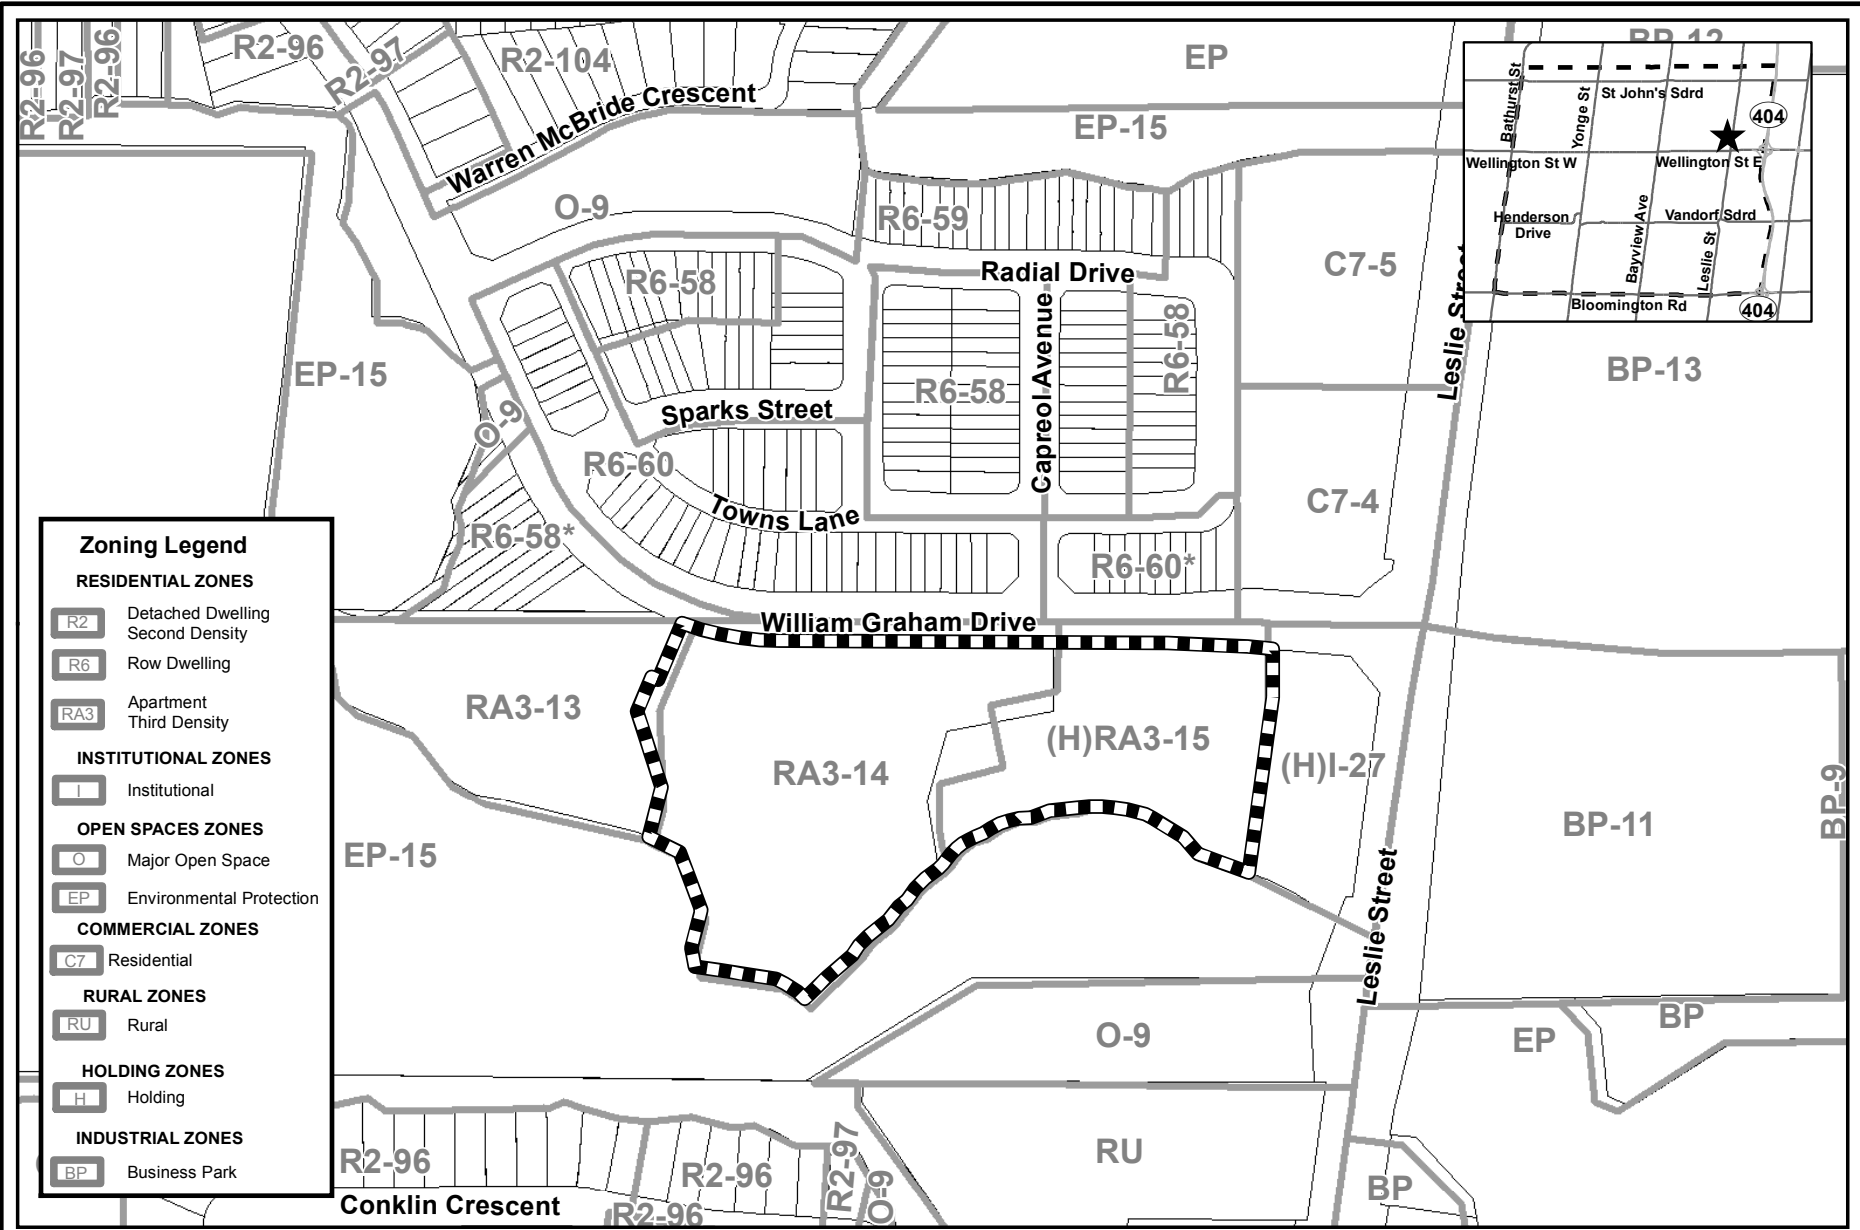 R2-96
R2-97
R2-96
R2-96
R2-97
R2-104
EP
BP-12
Warren McBride Crescent
EP-15
O-9
R6-59
C7-5
Radial Drive
R6-58
R6-58
Capreol Avenue
R6-58
Leslie Street
BP-13
EP-15
Sparks Street
O-9
R6-60
Towns Lane
C7-4
R6-58*
R6-60*
William Graham Drive
RA3-13
RA3-14
(H)RA3-15
(H)I-27
BP-11
BP-9
EP-15
Leslie Street
O-9
EP
BP
RU
BP
R2-96
R2-96
R2-97
O-9
R2-96
Conklin Crescent
Bathurst St
Yonge St
St John's Sdrd
404
Wellington St W
Wellington St E
Henderson
Drive
Bayview Ave
Vandorf Sdrd
Leslie St
Bloomington Rd
404
Zoning Legend
RESIDENTIAL ZONES
R2 Detached Dwelling
Second Density
R6 Row Dwelling
RA3 Apartment
Third Density
INSTITUTIONAL ZONES
I Institutional
OPEN SPACES ZONES
O Major Open Space
EP Environmental Protection
COMMERCIAL ZONES
C7 Residential
RURAL ZONES
RU Rural
HOLDING ZONES
H Holding
INDUSTRIAL ZONES
BP Business Park